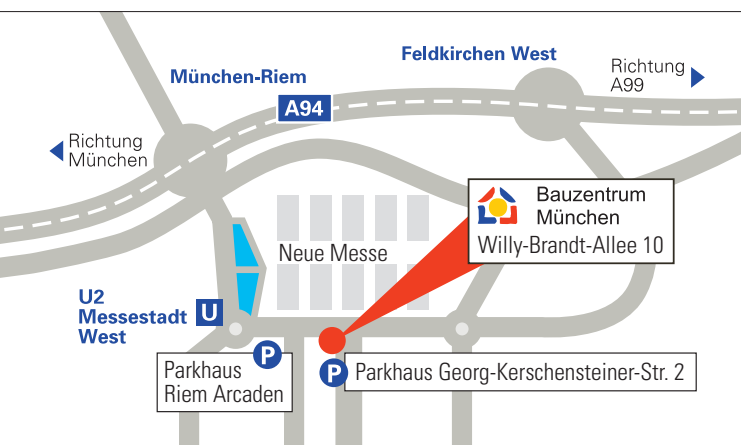 Feldkirchen West
Richtung
A99
München-Riem
A94
Richtung
München
Bauzentrum
München
Willy-Brandt-Allee 10
Neue Messe
U2
Messestadt
West
U
P
Parkhaus
Riem Arcaden
P
Parkhaus Georg-Kerschensteiner-Str. 2